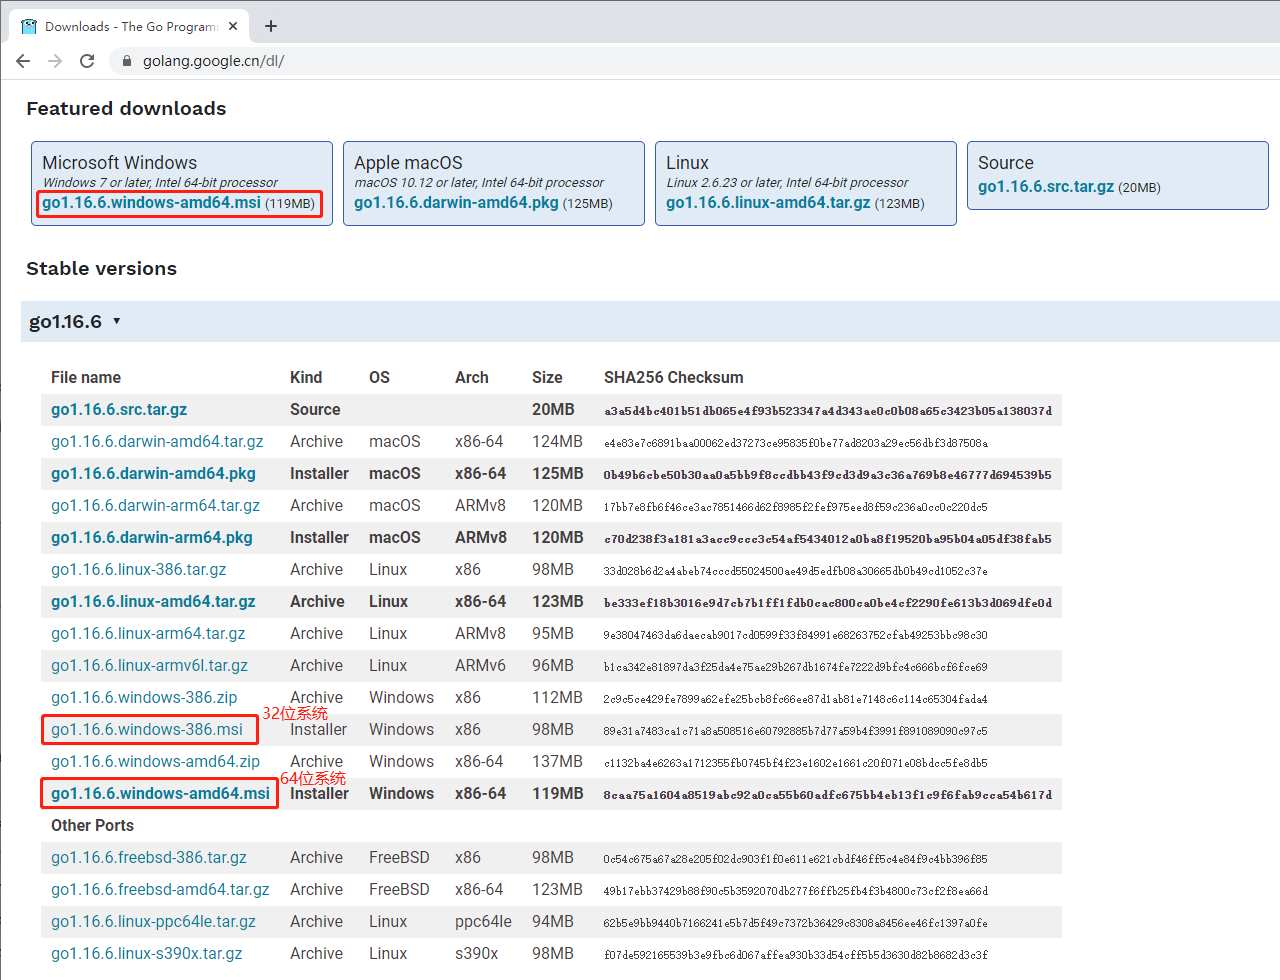 Downloads - The Go Program
golang.google.cn/dl/
Featured downloads
Microsoft Windows
Windows 7 or later, Intel 64-bit processor
go1.16.6.windows-amd64.msi (119MB)
Apple macOS
macOS 10.12 or later, Intel 64-bit processor
go1.16.6.darwin-amd64.pkg (125MB)
Linux
Linux 2.6.23 or later, Intel 64-bit processor
go1.16.6.linux-amd64.tar.gz (123MB)
Source
go1.16.6.src.tar.gz (20MB)
Stable versions
go1.16.6 ▼
File name Kind OS Arch Size SHA256 Checksum
go1.16.6.src.tar.gz Source 20MB a3a5d4bc401b51db065e4f93b523347a4d343ae0c0b08a65c3423b05a138037d
go1.16.6.darwin-amd64.tar.gz Archive macOS x86-64 124MB e4e83e7c6891baa00062ed37273ce95835f0be77ad8203a29ec56dbf3d87508a
go1.16.6.darwin-amd64.pkg Installer macOS x86-64 125MB 0b49b6cbe50b30aa0a5bb9f8ccdbb43f9cd3d9a3c36a769b8e46777d694539b5
go1.16.6.darwin-arm64.tar.gz Archive macOS ARMv8 120MB 17bb7e8fb6f46ce3ac7851466d62f8985f2fef975eed8f59c236a0cc0c220dc5
go1.16.6.darwin-arm64.pkg Installer macOS ARMv8 120MB c70d238f3a181a3acc9ccc3c54af5434012a0ba8f19520ba95b04a05df38fab5
go1.16.6.linux-386.tar.gz Archive Linux x86 98MB 33d028b6d2a4abeb74cccd55024500ae49d5edfb08a30665db0b49cd1052c37e
go1.16.6.linux-amd64.tar.gz Archive Linux x86-64 123MB be333ef18b3016e9d7cb7b1ff1fdb0cac800ca0be4cf2290fe613b3d069dfe0d
go1.16.6.linux-arm64.tar.gz Archive Linux ARMv8 95MB 9e38047463da6daecab9017cd0599f33f84991e68263752cfab49253bbc98c30
go1.16.6.linux-armv6l.tar.gz Archive Linux ARMv6 96MB b1ca342e81897da3f25da4e75ae29b267db1674fe7222d9bfc4c666bcf6fce69
go1.16.6.windows-386.zip Archive Windows x86 112MB 2c9c5ce429fe7899a62efe25bcb8fc66ee87d1ab81e7148c6c114c65304fada4
32位系统
go1.16.6.windows-386.msi Installer Windows x86 98MB 89e31a7483ca1c71a8a508516e60792885b7d77a59b4f3991f891089090c97c5
go1.16.6.windows-amd64.zip Archive Windows x86-64 137MB c1132ba4e6263a1712355fb0745bf4f23e1602e1661c20f071e08bdcc5fe8db5
64位系统
go1.16.6.windows-amd64.msi Installer Windows x86-64 119MB 8caa75a1604a8519abc92a0ca55b60adfc675bb4eb13f1c9f6fab9cca54b617d
Other Ports
go1.16.6.freebsd-386.tar.gz Archive FreeBSD x86 98MB 0c54c675a67a28e205f02dc903f1f0e611e621cbdf46ff5c4e84f9c4bb396f85
go1.16.6.freebsd-amd64.tar.gz Archive FreeBSD x86-64 123MB 49b17ebb37429b88f90c5b3592070db277f6ffb25fb4f3b4800c73cf2f8ea66d
go1.16.6.linux-ppc64le.tar.gz Archive Linux ppc64le 94MB 62b5e9bb9440b7166241e5b7d5f49c7372b36429c8308a8456ee46fc1397a0fe
go1.16.6.linux-s390x.tar.gz Archive Linux s390x 98MB f07de592165539b3e9fbc6d067affea930b33d54cff5b5d3630d82b8682d3c3f